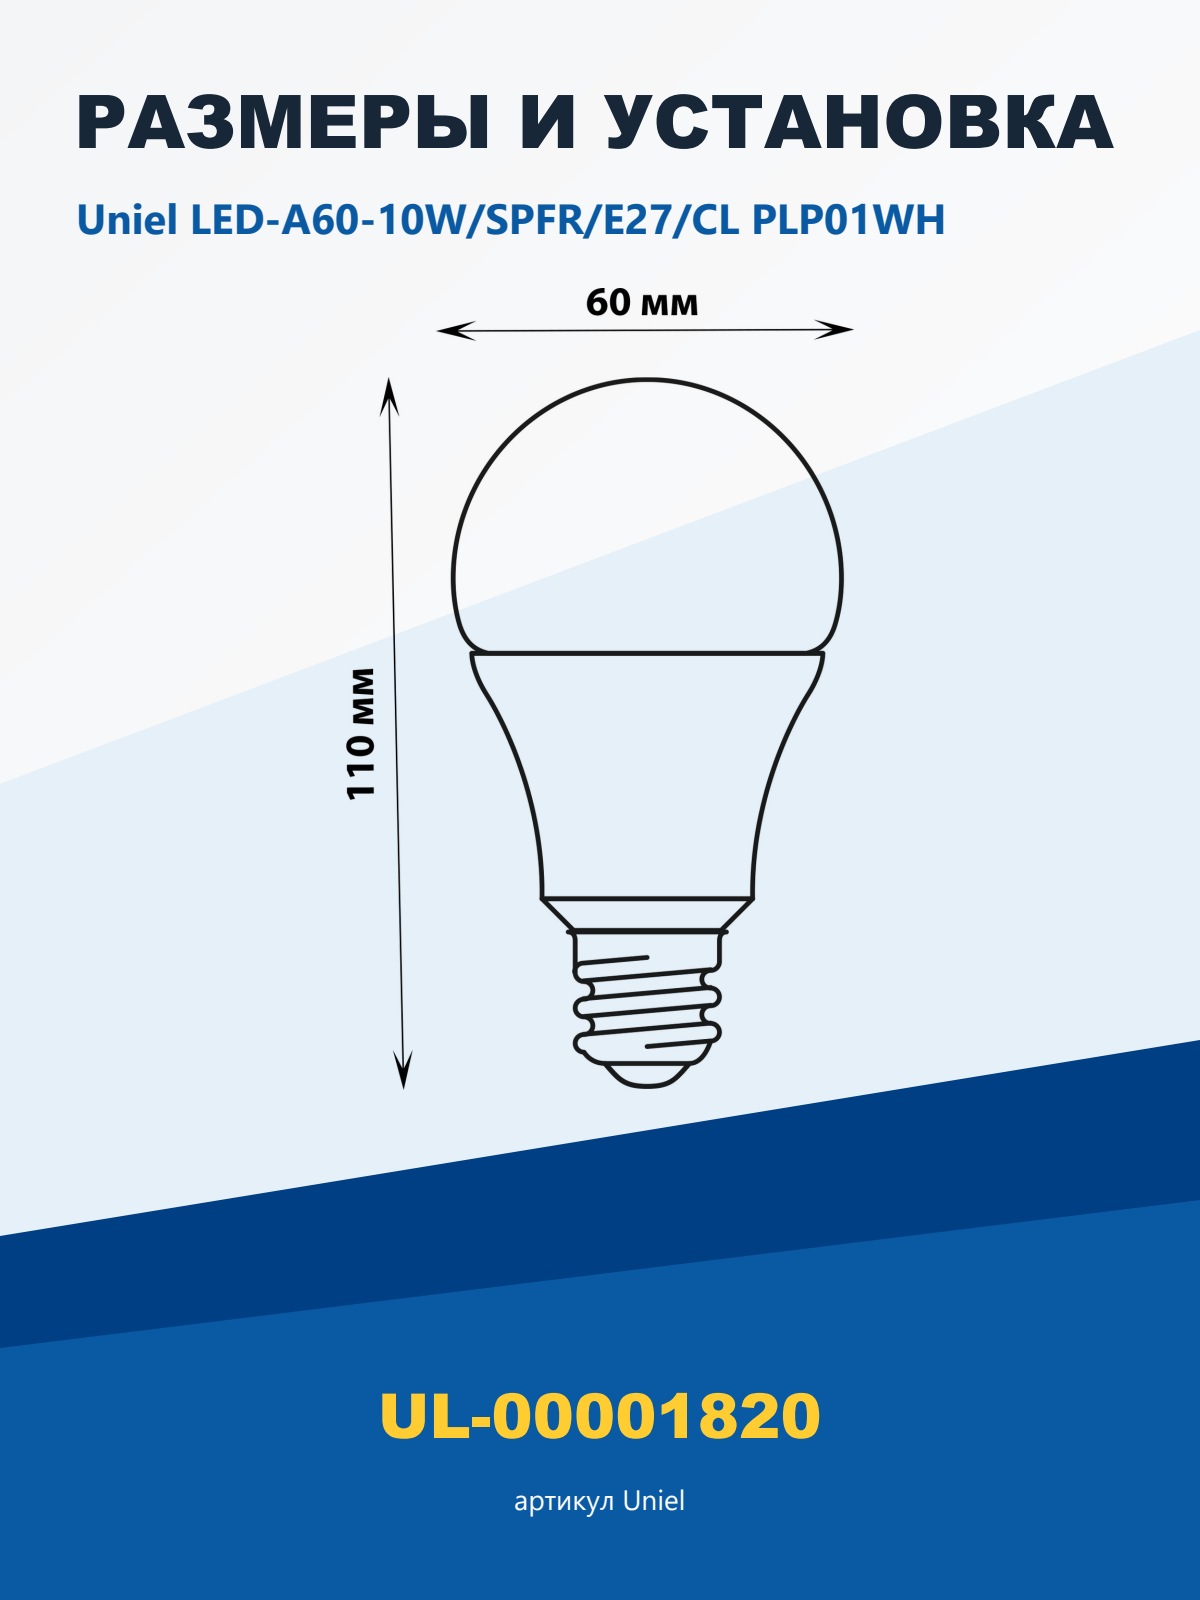 РАЗМЕРЫ И УСТАНОВКА
Uniel LED-A60-10W/SPFR/E27/CL PLP01WH
60 мм
110 мм
UL-00001820
артикул Uniel